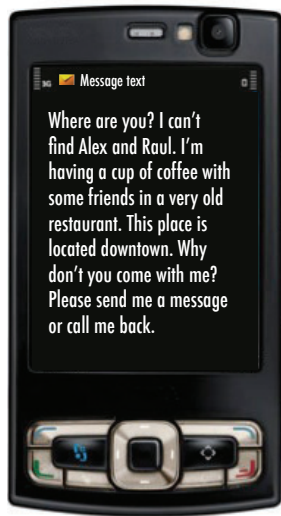 3G Message text
Where are you? I can't
find Alex and Raul. I'm
having a cup of coffee with
some friends in a very old
restaurant. This place is
located downtown. Why
don't you come with me?
Please send me a message
or call me back.